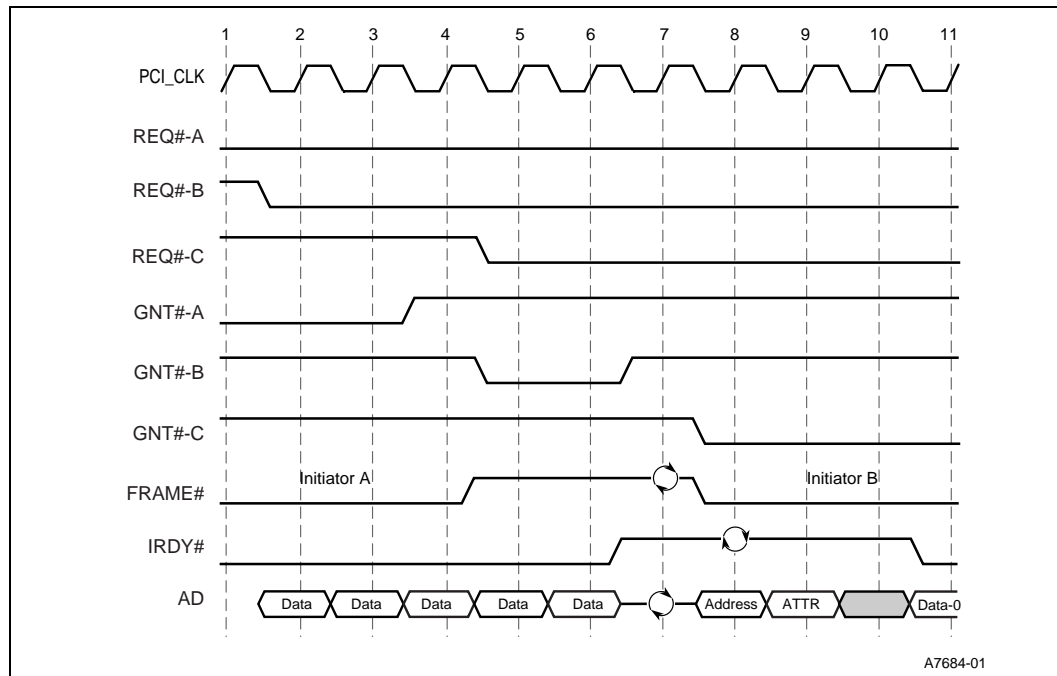 1 2 3 4 5 6 7 8 9 10 11
PCI_CLK
REQ#-A
REQ#-B
REQ#-C
GNT#-A
GNT#-B
GNT#-C
Initiator A Initiator B
FRAME#
IRDY#
AD Data Data Data Data Data Address ATTR Data-0
A7684-01